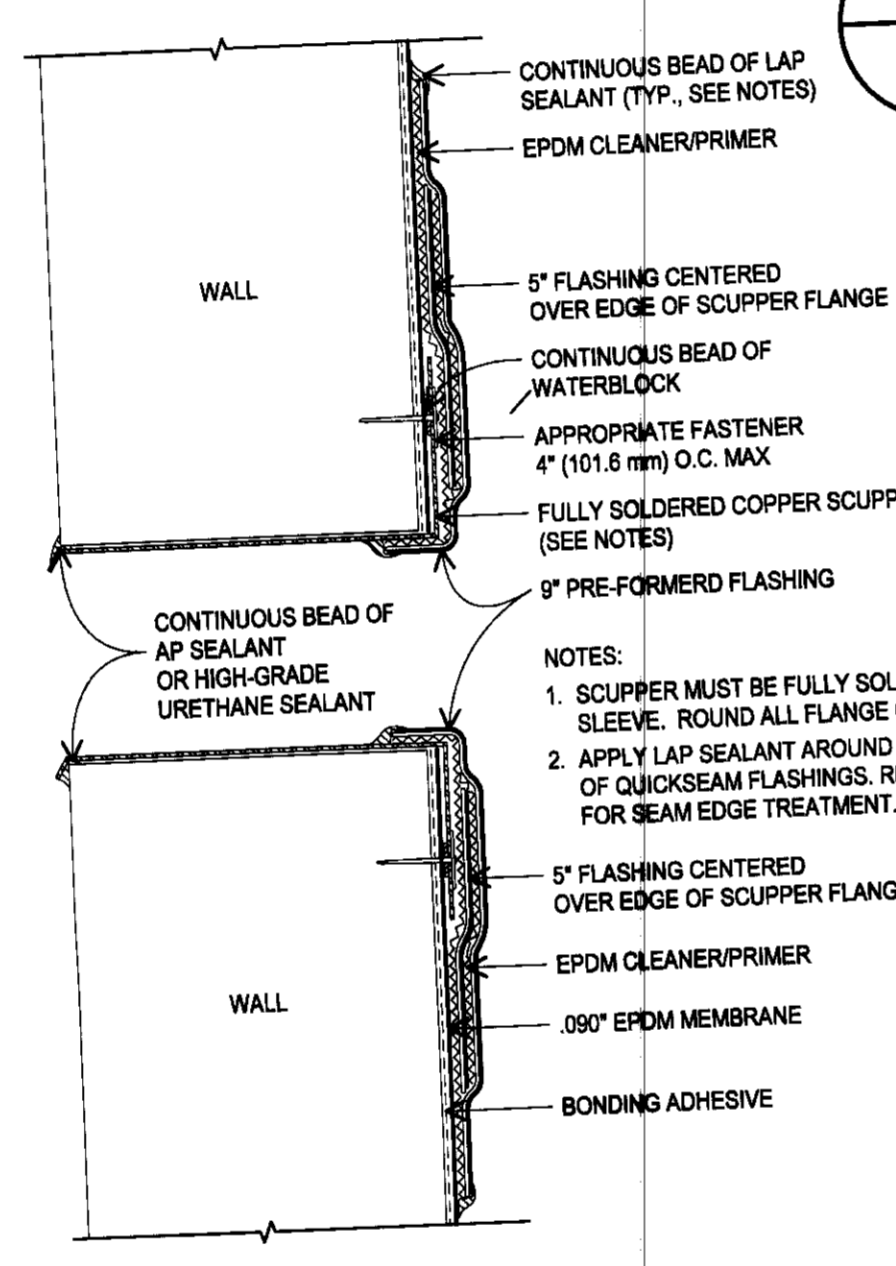 CONTINUOUS BEAD OF LAP
SEALANT (TYP., SEE NOTES)
EPDM CLEANER/PRIMER
WALL
5" FLASHING CENTERED
OVER EDGE OF SCUPPER FLANGE
CONTINUOUS BEAD OF
WATERBLOCK
APPROPRIATE FASTENER
4" (101.6 mm) O.C. MAX
FULLY SOLDERED COPPER SCUPP
(SEE NOTES)
9" PRE-FORMERD FLASHING
CONTINUOUS BEAD OF
AP SEALANT
OR HIGH-GRADE
URETHANE SEALANT
NOTES:
1. SCUPPER MUST BE FULLY SOL
SLEEVE. ROUND ALL FLANGE
2. APPLY LAP SEALANT AROUND
OF QUICKSEAM FLASHINGS. R
FOR SEAM EDGE TREATMENT.
5" FLASHING CENTERED
OVER EDGE OF SCUPPER FLANG
EPDM CLEANER/PRIMER
WALL
.090" EPDM MEMBRANE
BONDING ADHESIVE